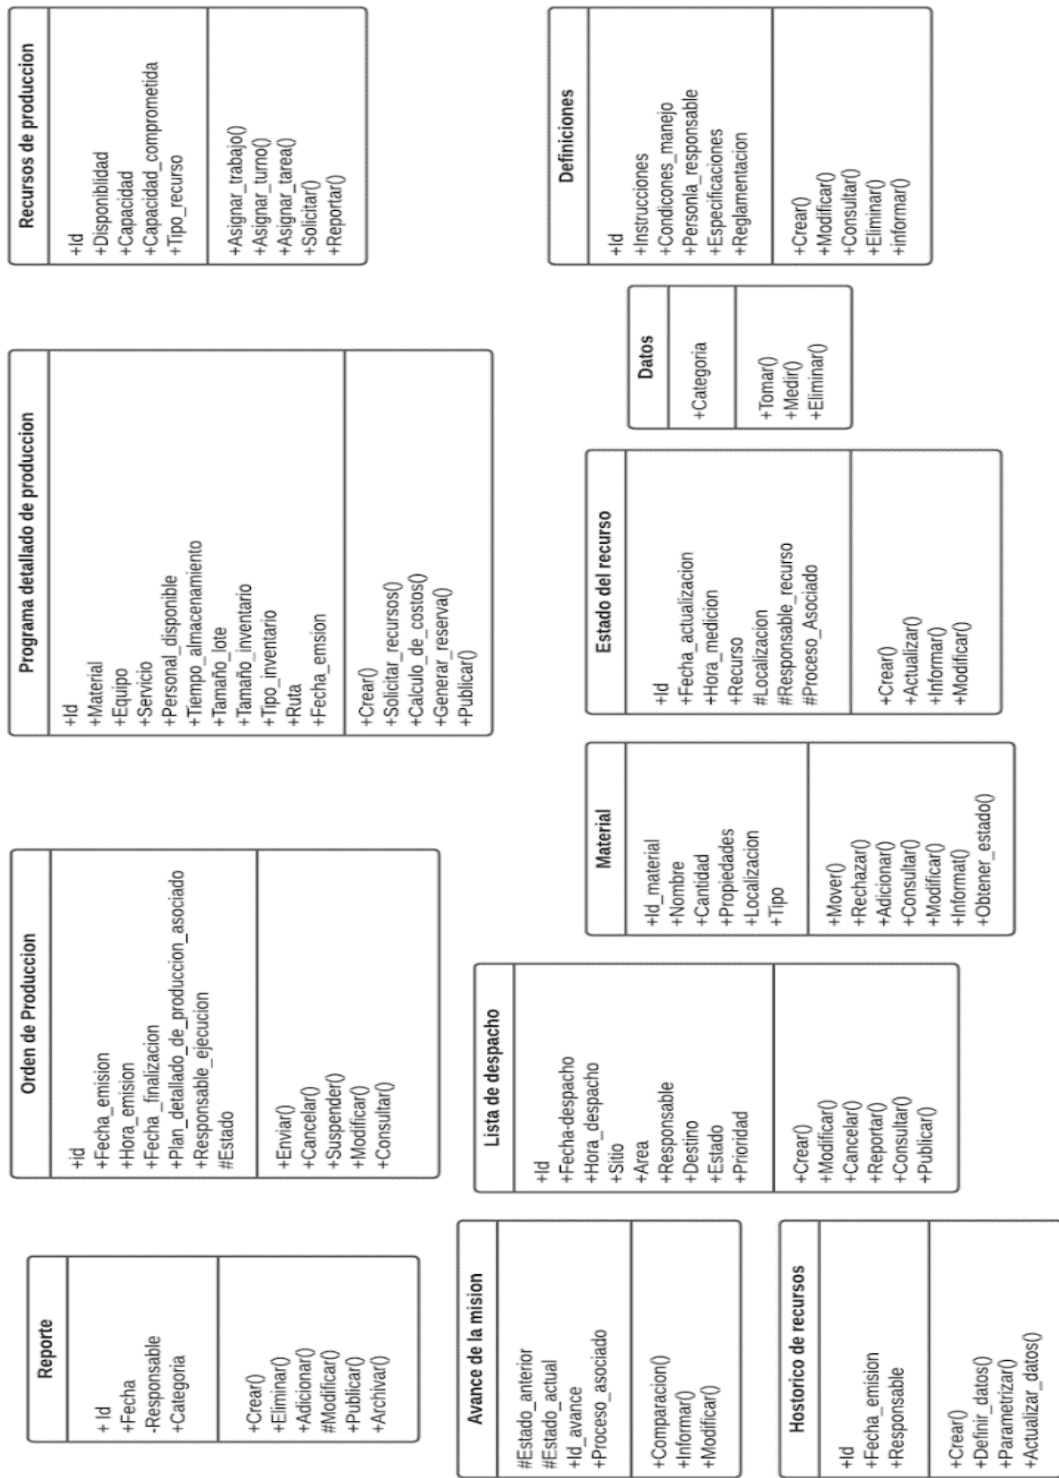 Reporte
+ Id
+Fecha
-Responsable
+Categoria
+Crear()
+Eliminar()
+Adicionar()
#Modificar()
+Publicar()
+Archivar()
Orden de Produccion
+id
+Fecha_emision
+Hora_emision
+Fecha _finalizacion
+Plan_detallado_de_produccion_asociado
+Responsable_ejecucion
#Estado
+Enviar()
+Cancelar()
+Suspender()
+Modificar()
+Consultar()
Programa detallado de produccion
+Id
+Material
+Equipo
+Servicio
+Personal_disponible
+Tiempo_almacenamiento
+Tamaño_lote
+Tamaño_inventario
+Tipo_inventario
+Ruta
+Fecha_emsion
+Crear()
+Solicitar_recursos()
+Calculo_de_costos()
+Generar_reserva()
+Publicar()
Recursos de produccion
+Id
+Disponiblidad
+Capacidad
+Capacidad_comprometida
+Tipo_recurso
+Asignar_trabajo()
+Asignar_turno()
+Asignar_tarea()
+Solicitar()
+Reportar()
Avance de la mision
#Estado_anterior
#Estado_actual
+Id_avance
+Proceso_asociado
+Comparacion()
+Informar()
+Modificar()
Lista de despacho
+Id
+Fecha-despacho
+Hora_despacho
+Sitio
+Area
+Responsable
+Destino
+Estado
+Prioridad
+Crear()
+Modificar()
+Cancelar()
+Reportar()
+Consultar()
+Publicar()
Material
+Id_material
+Nombre
+Cantidad
+Propiedades
+Localizacion
+Tipo
+Mover()
+Rechazar()
+Adicionar()
+Consultar()
+Modificar()
+Informat()
+Obtener_estado()
Estado del recurso
+Id
+Fecha_actualizacion
+Hora_medicion
+Recurso
#Localizacion
#Responsable_recurso
#Proceso_Asociado
+Crear()
+Actualizar()
+Informar()
+Modificar()
Datos
+Categoria
+Tomar()
+Medir()
+Eliminar()
Definiciones
+Id
+Instrucciones
+Condicones_manejo
+Personla_responsable
+Especificaciones
+Reglamentacion
+Crear()
+Modificar()
+Consultar()
+Eliminar()
+informar()
Hostorico de recursos
+Id
+Fecha_emision
+Responsable
+Crear()
+Definir_datos()
+Parametrizar()
+Actualizar_datos()